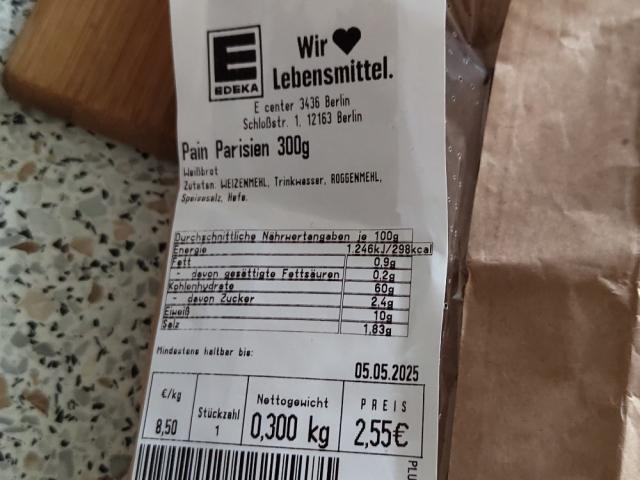 E
EDEKA
Wir
Lebensmittel.
E center 3436 Berlin
Schloßstr. 1, 12163 Berlin
Pain Parisien 300g
Weißbrot
Zutaten: WEIZENMEHL, Trinkwasser, ROGGENMEHL,
Speisesalz, Hefe.
Durchschnittliche Nährwertangaben je 100g
Energie 1.246kJ/298kcal
Fett 0,9g
- davon gesättigte Fettsäuren 0,2g
Kohlenhydrate 60g
- davon Zucker 2,4g
Eiweiß 10g
Salz 1,83g
Mindestens haltbar bis:
05.05.2025
€/kg Stückzahl Nettogewicht PREIS
8,50 1 0,300 kg 2,55€
PLU